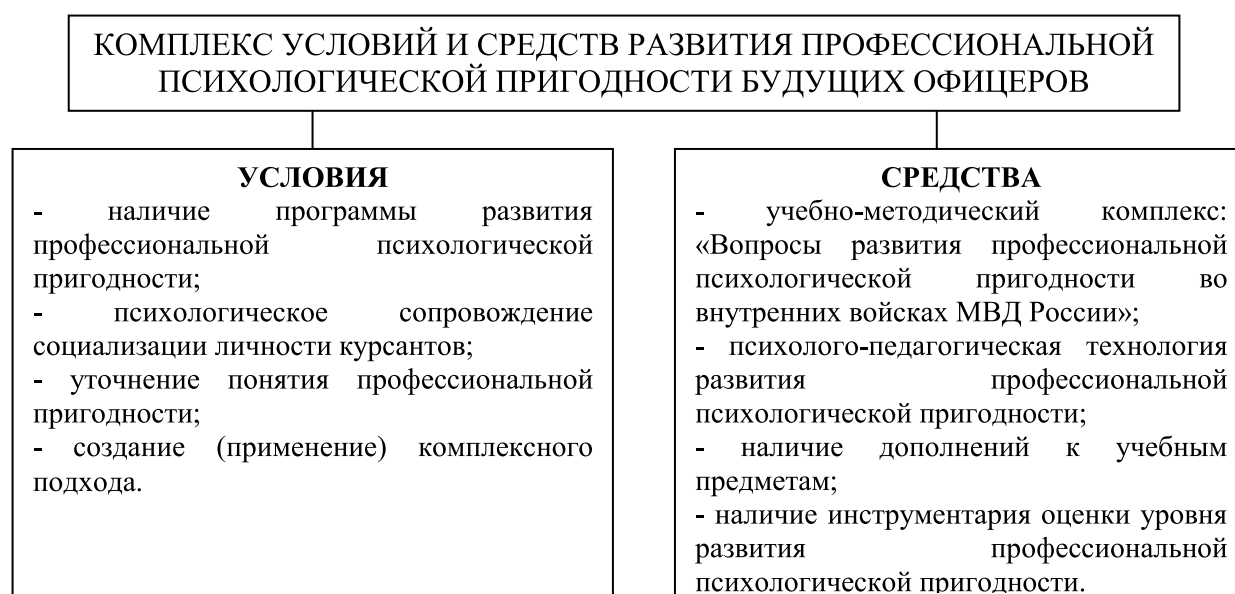 КОМПЛЕКС УСЛОВИЙ И СРЕДСТВ РАЗВИТИЯ ПРОФЕССИОНАЛЬНОЙ
ПСИХОЛОГИЧЕСКОЙ ПРИГОДНОСТИ БУДУЩИХ ОФИЦЕРОВ
УСЛОВИЯ
- наличие программы развития
профессиональной психологической
пригодности;
- психологическое сопровождение
социализации личности курсантов;
- уточнение понятия профессиональной
пригодности;
- создание (применение) комплексного
подхода.
СРЕДСТВА
- учебно-методический комплекс:
«Вопросы развития профессиональной
психологической пригодности во
внутренних войсках МВД России»;
- психолого-педагогическая технология
развития профессиональной
психологической пригодности;
- наличие дополнений к учебным
предметам;
- наличие инструментария оценки уровня
развития профессиональной
психологической пригодности.